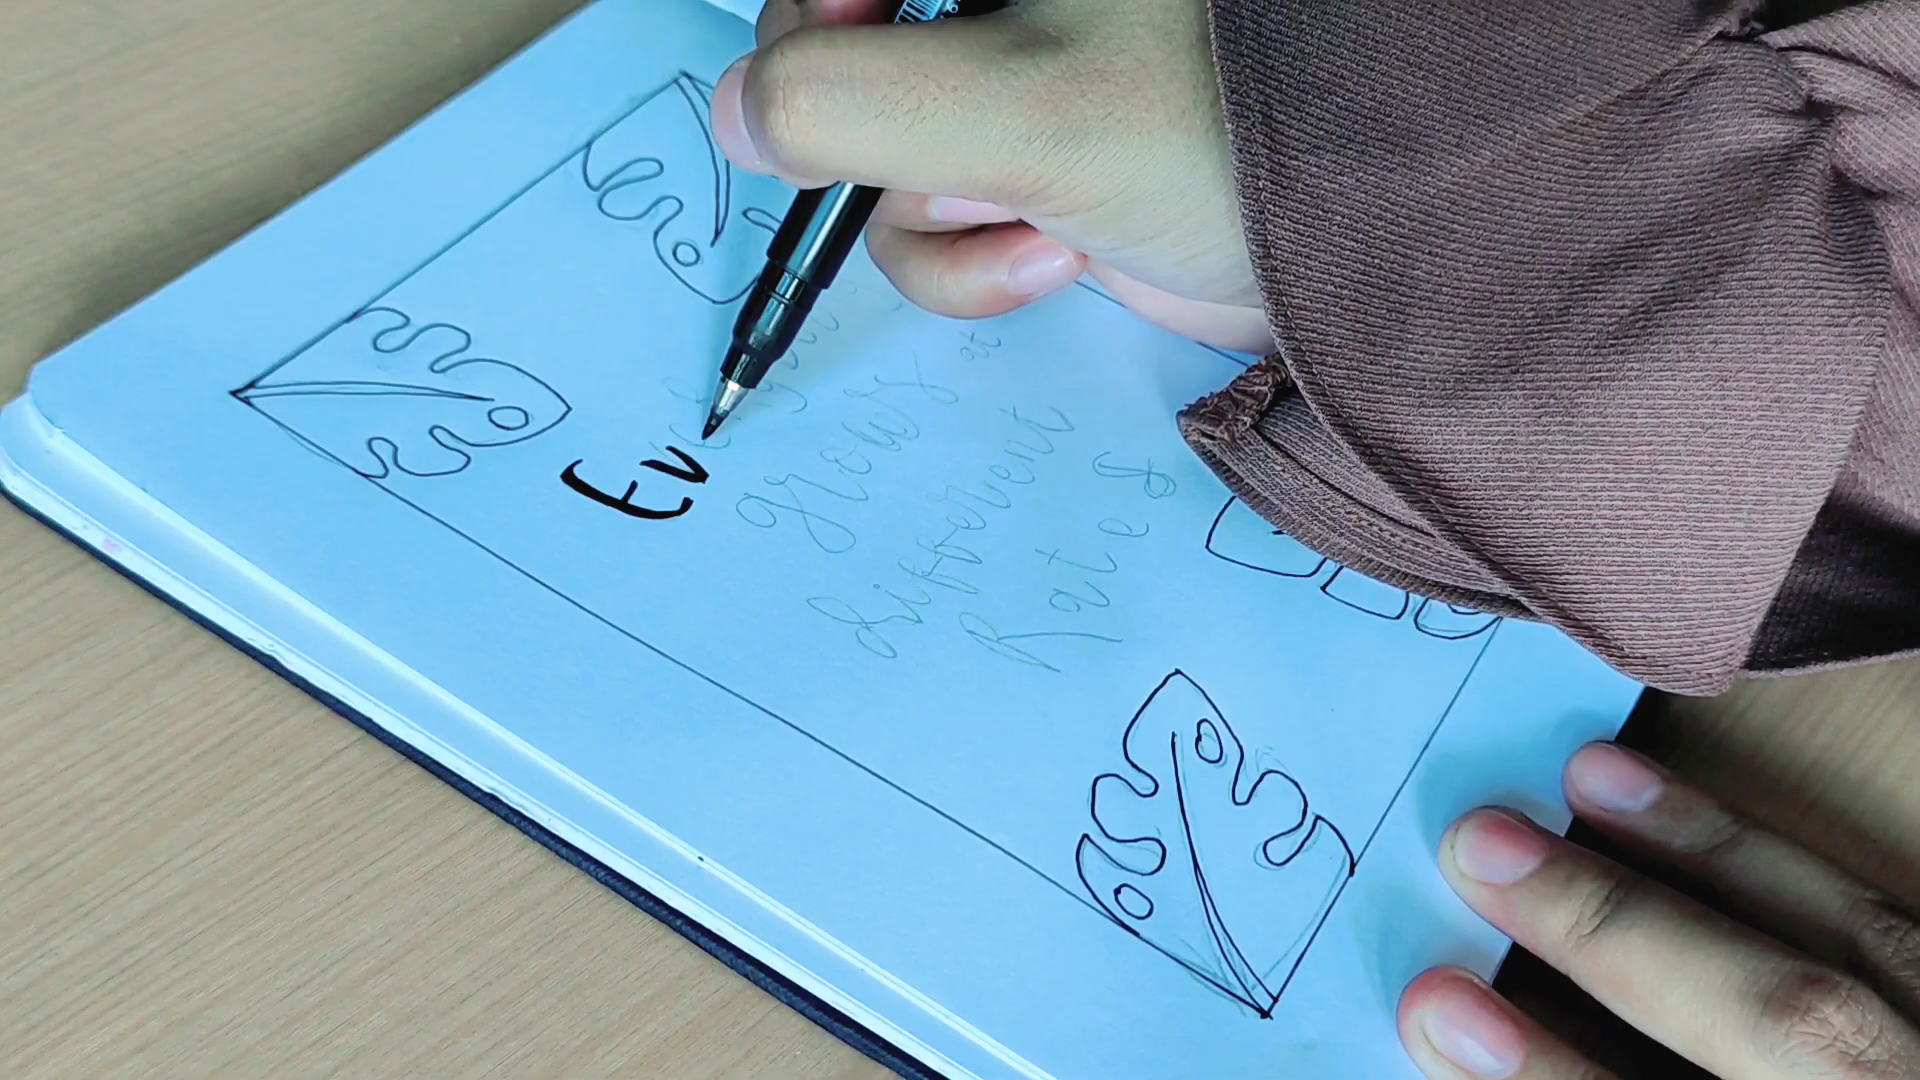 Ev
grows at
different
Rates